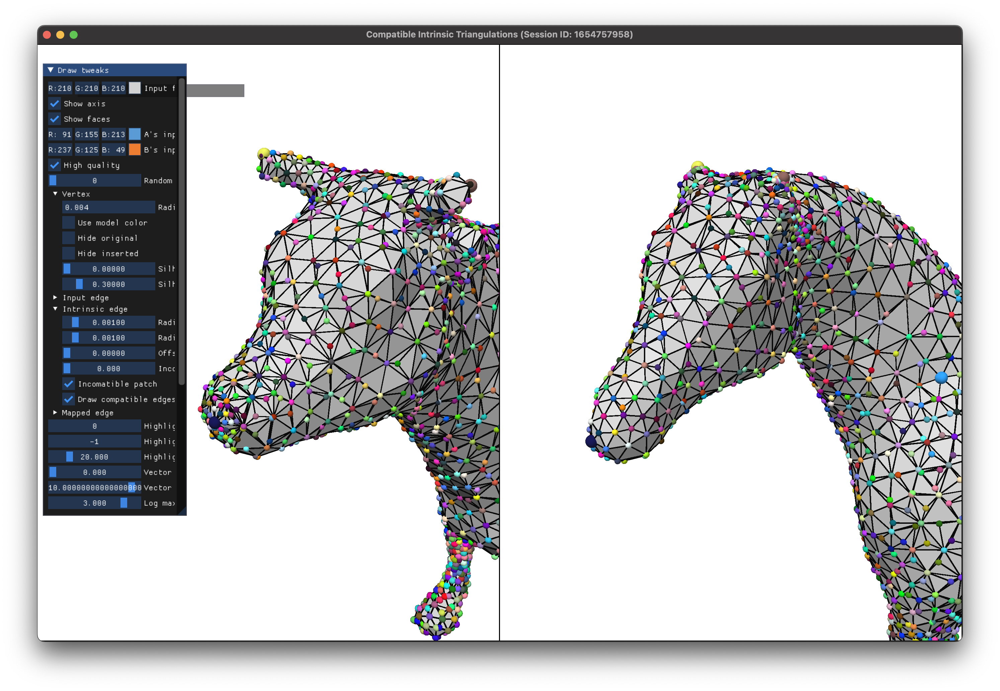 Compatible Intrinsic Triangulations (Session ID: 1654757958)
Draw tweaks
R:210 G:210 B:210 Input f
Show axis
Show faces
R: 91 G:155 B:213 A's inp
R:237 G:125 B: 49 B's inp
High quality
0 Random
Vertex
0.004 Radi
Use model color
Hide original
Hide inserted
0.00000 Silh
0.30000 Silh
Input edge
Intrinsic edge
0.00100 Radi
0.00100 Radi
0.00000 Offs
0.000 Inco
Incomatible patch
Draw compatible edges
Mapped edge
0 Highlig
-1 Highlig
20.000 Highlig
0.000 Vector
10.00000000000000000 Vector
3.000 Log max